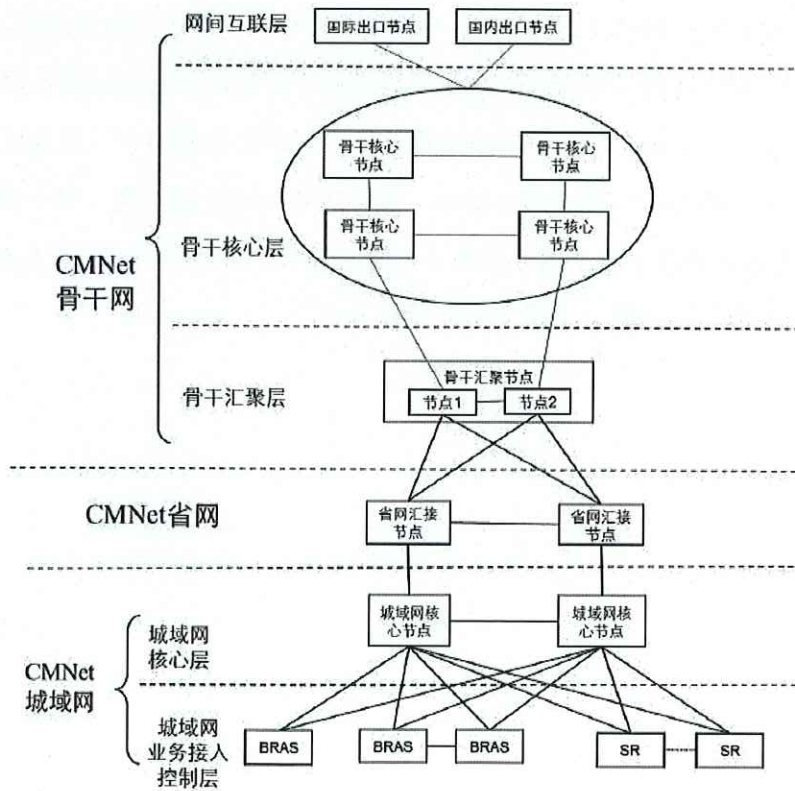 网间互联层
国际出口节点
国内出口节点
骨干核心
节点
骨干核心
节点
骨干核心
节点
骨干核心
节点
骨干核心层
CMNet
骨干网
骨干汇聚节点
节点1
节点2
骨干汇聚层
CMNet省网
省网汇接
节点
省网汇接
节点
城域网核
心节点
城域网核
心节点
城域网
核心层
CMNet
城域网
城域网
业务接入
控制层
BRAS
BRAS
BRAS
SR
SR